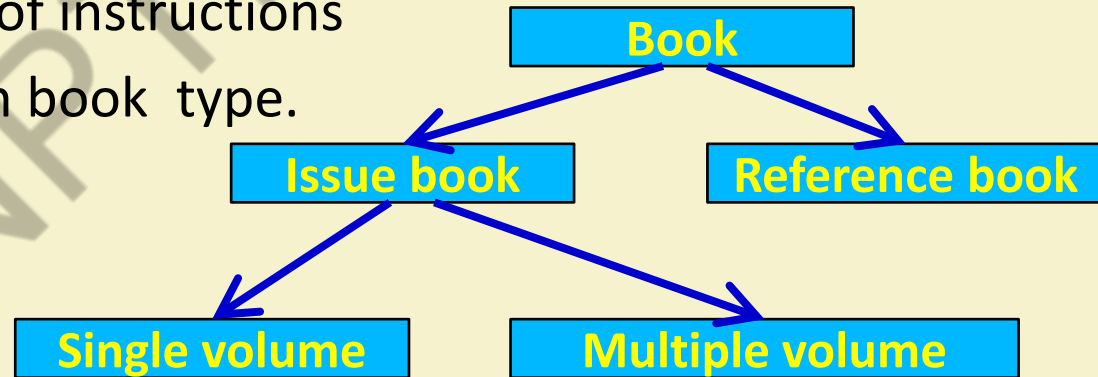 of instructions
book type.
Book
Issue book
Reference book
Single volume
Multiple volume